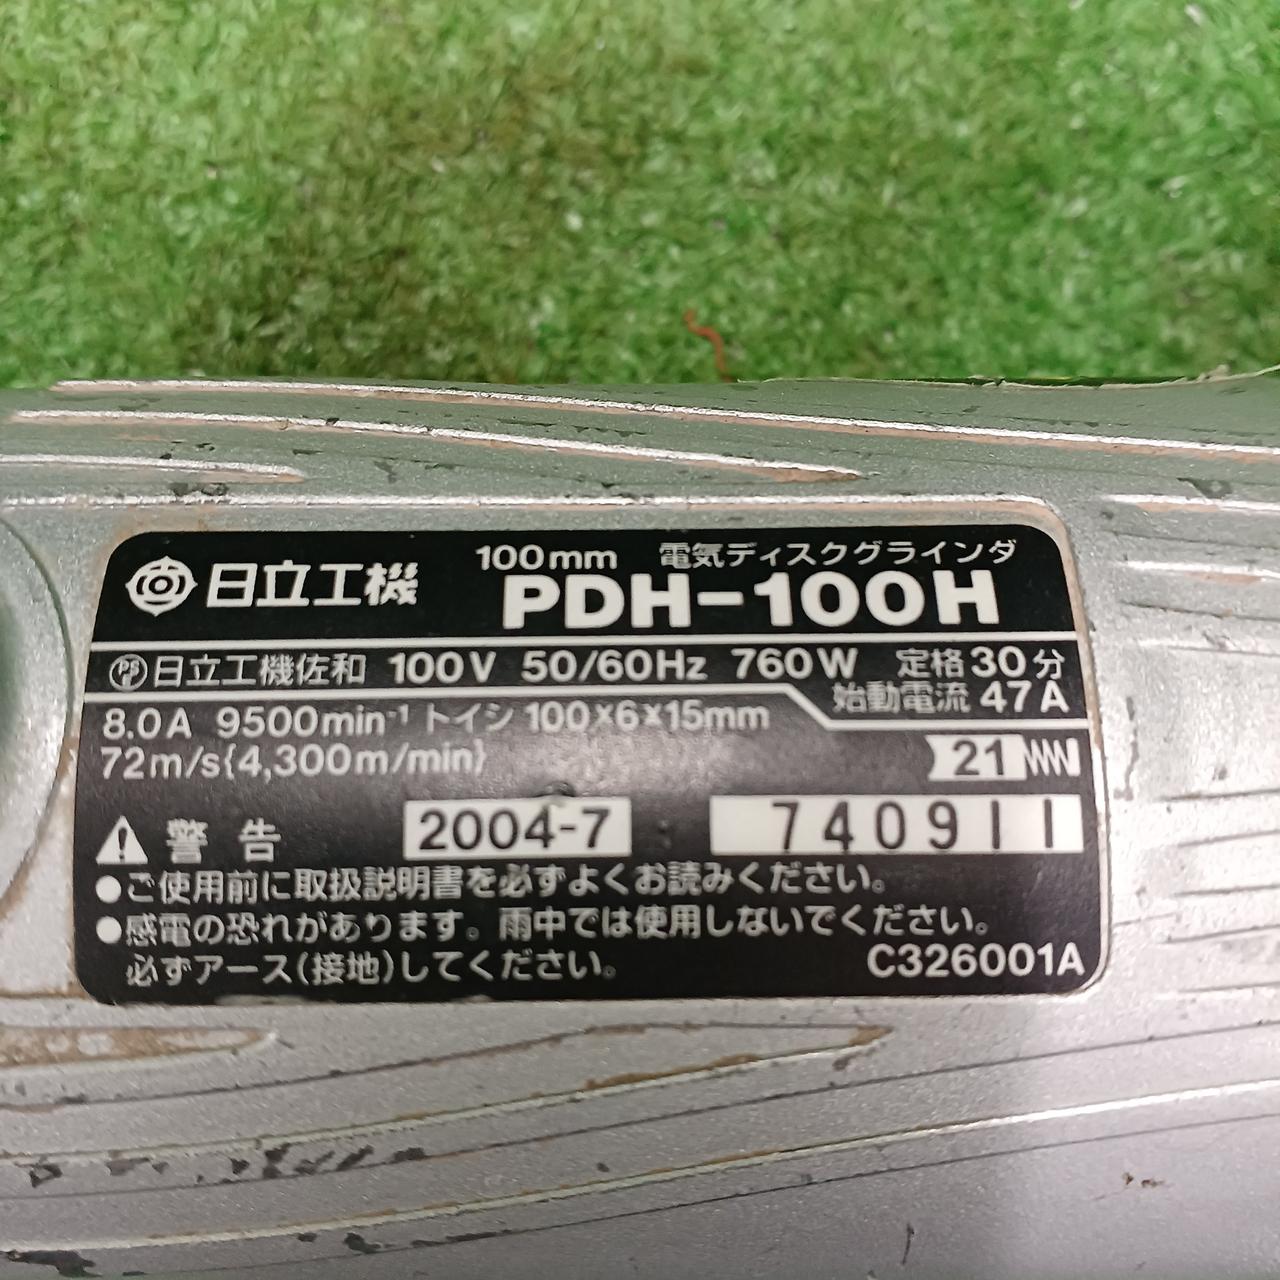 日立工機
100mm 電気ディスクグラインダ
PDH-100H
PS 日立工機佐和 100V 50/60Hz 760W 定格30分
始動電流 47A
8.0A 9500min⁻¹ トイシ 100×6×15mm
72m/s{4,300m/min}
21
警告 2004-7 740911
●ご使用前に取扱説明書を必ずよくお読みください。
●感電の恐れがあります。雨中では使用しないでください。
必ずアース(接地)してください。 C326001A